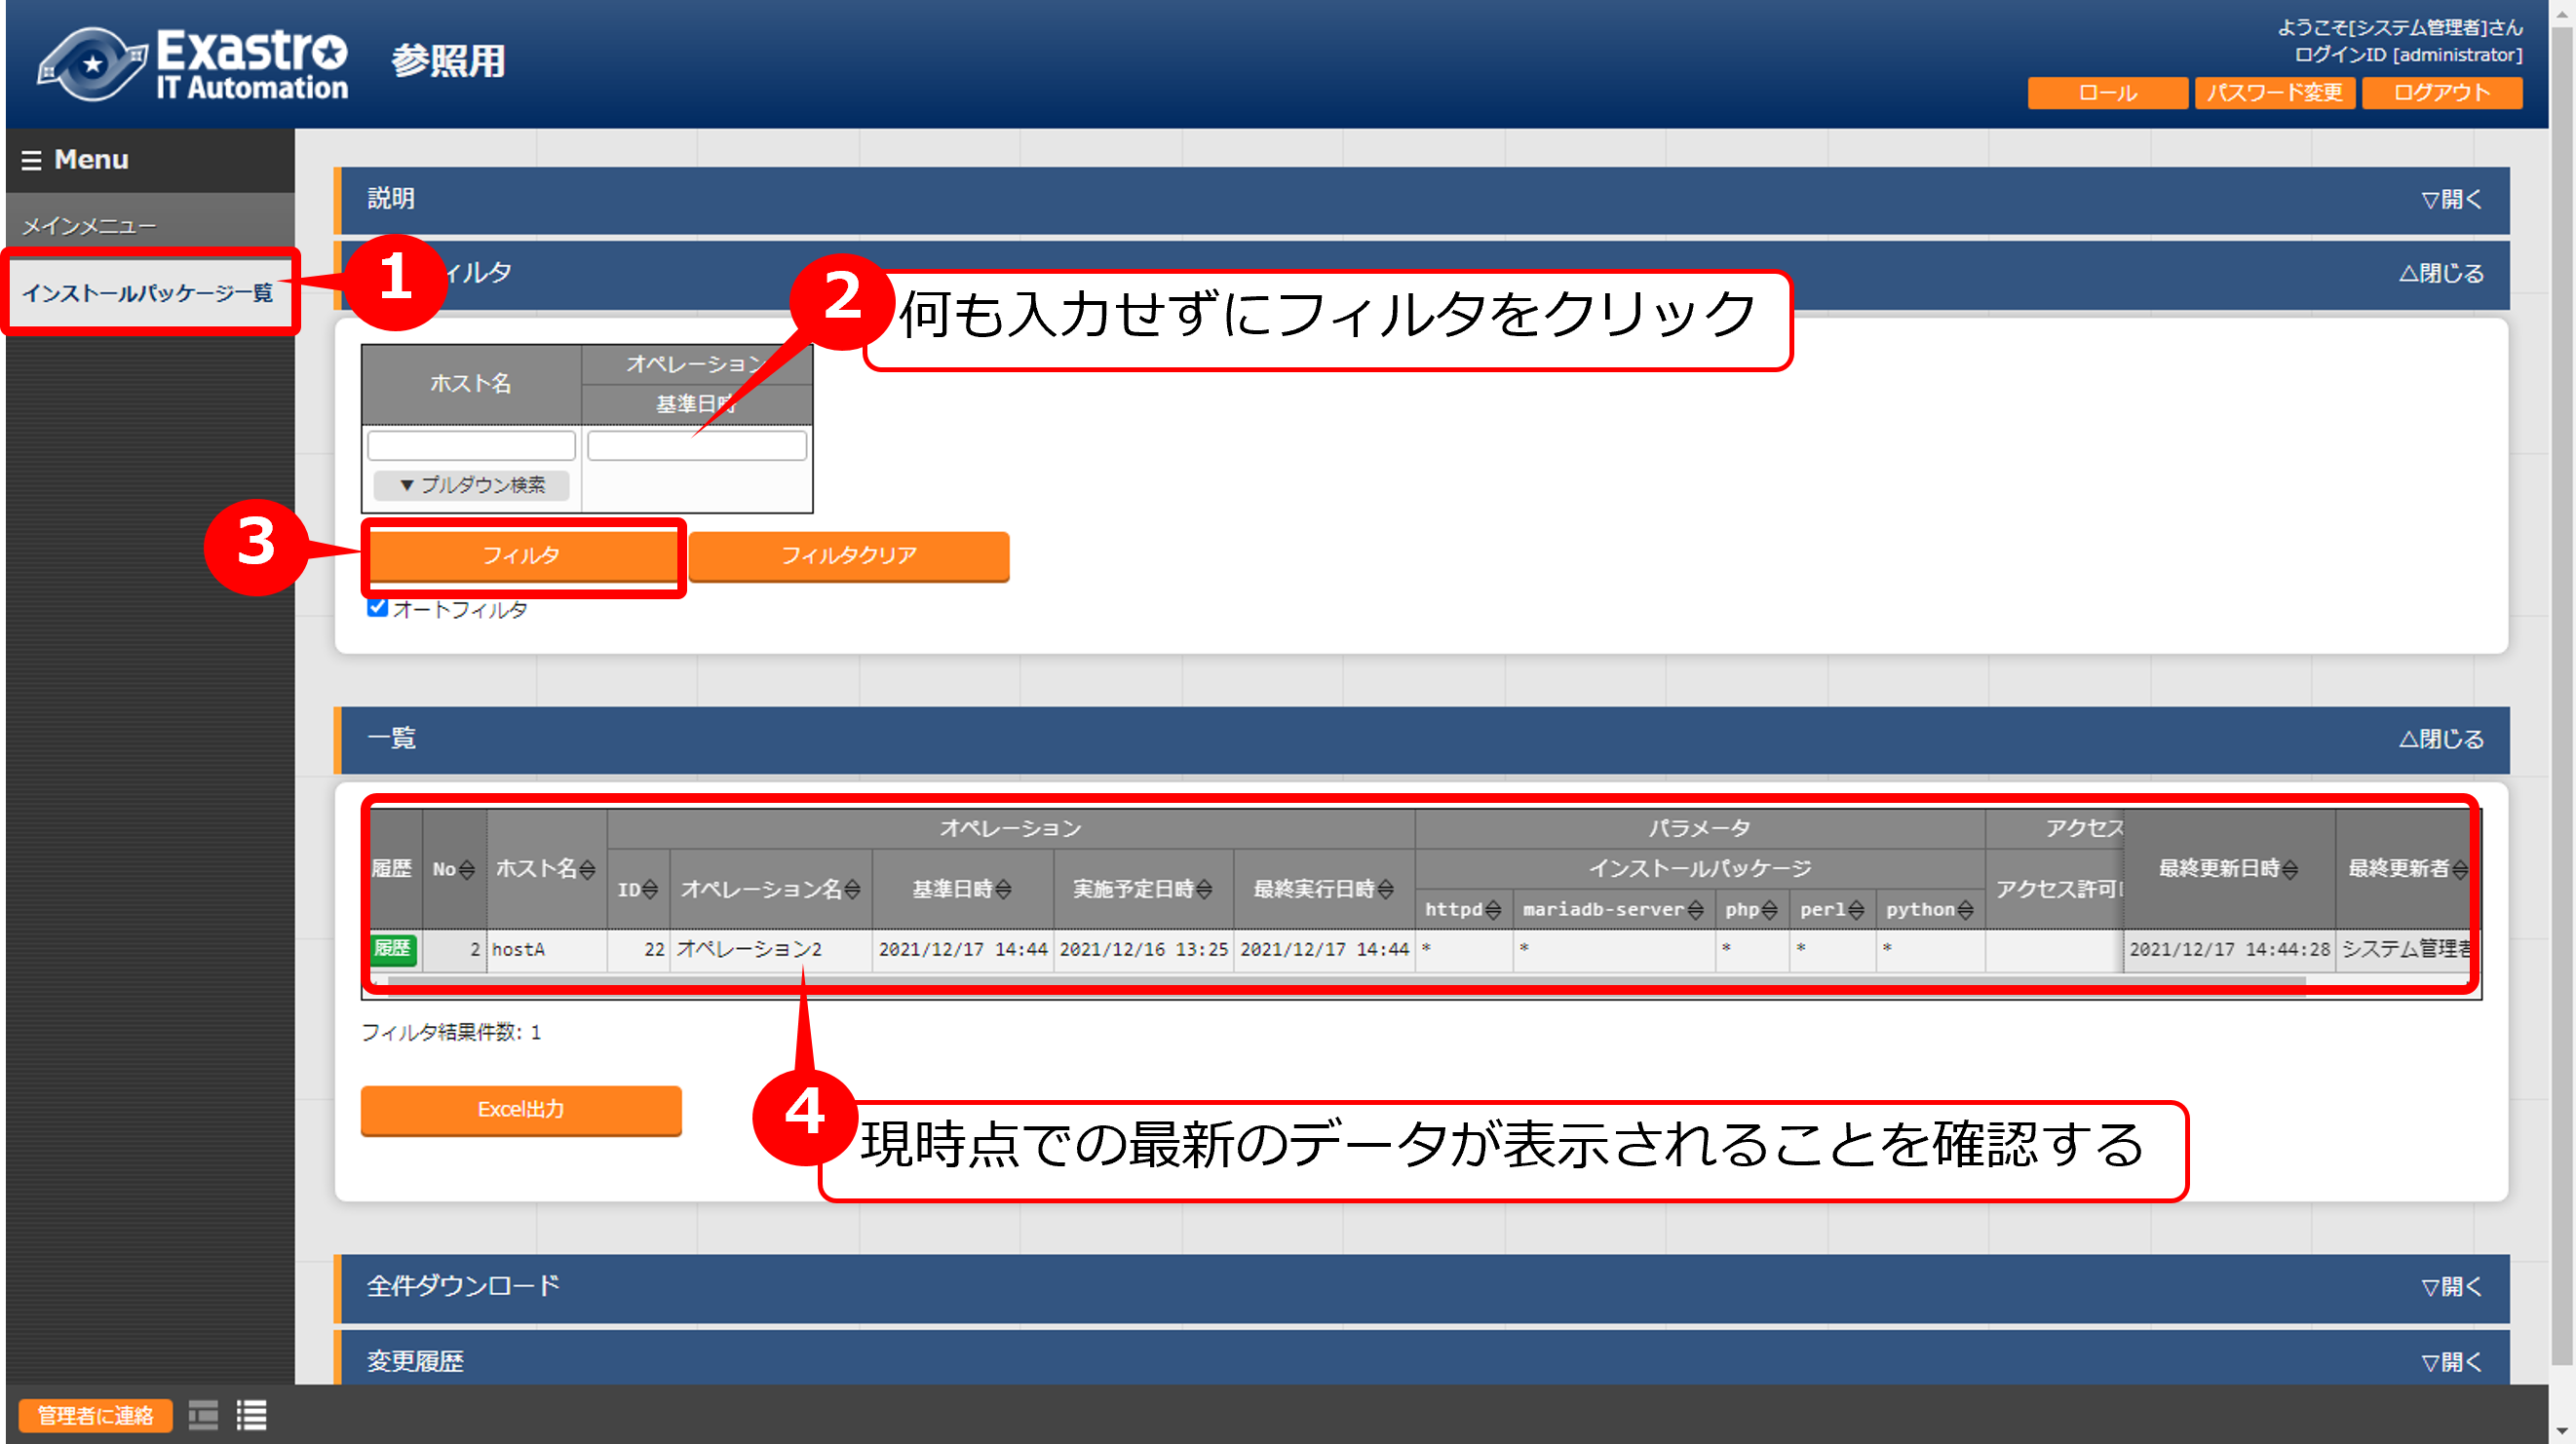 Exastro
IT Automation
参照用
ようこそ[システム管理者]さん
ログインID [administrator]
ロール
パスワード変更
ログアウト
Menu
メインメニュー
インストールパッケージ一覧
1
説明
▽開く
ィルタ
△閉じる
2
何も入力せずにフィルタをクリック
ホスト名
オペレーション
基準日時
▼ プルダウン検索
3
フィルタ
フィルタクリア
オートフィルタ
一覧
△閉じる
オペレーション
パラメータ
アクセス
履歴
No
ホスト名
インストールパッケージ
最終更新日時
最終更新者
ID
オペレーション名
基準日時
実施予定日時
最終実行日時
アクセス許可
httpd
mariadb-server
php
perl
python
履歴 2 hostA 22 オペレーション2 2021/12/17 14:44 2021/12/16 13:25 2021/12/17 14:44 * * * * * 2021/12/17 14:44:28 システム管理者
フィルタ結果件数: 1
Excel出力
4
現時点での最新のデータが表示されることを確認する
全件ダウンロード
▽開く
変更履歴
▽開く
管理者に連絡